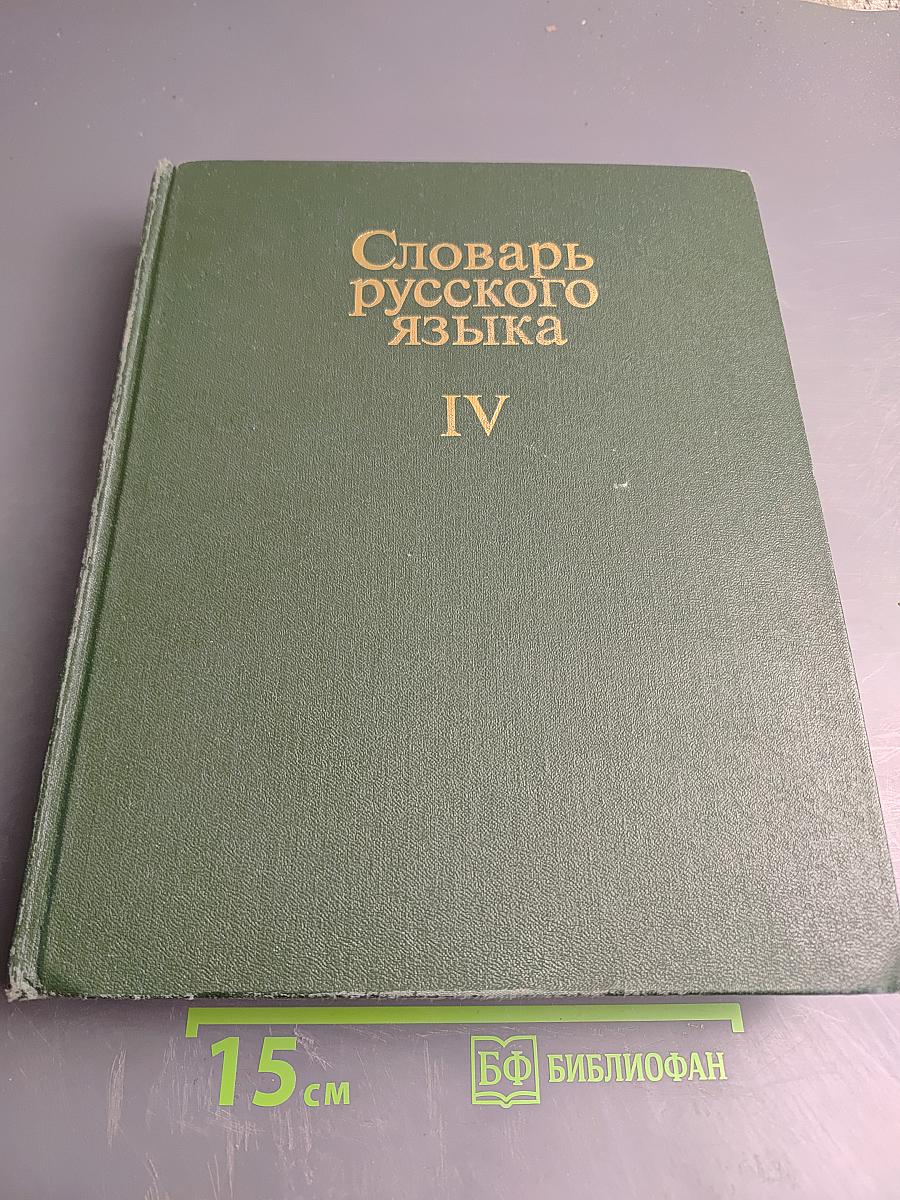 Словарь
русского
языка
IV
15 см
БФ БИБЛИОФАН